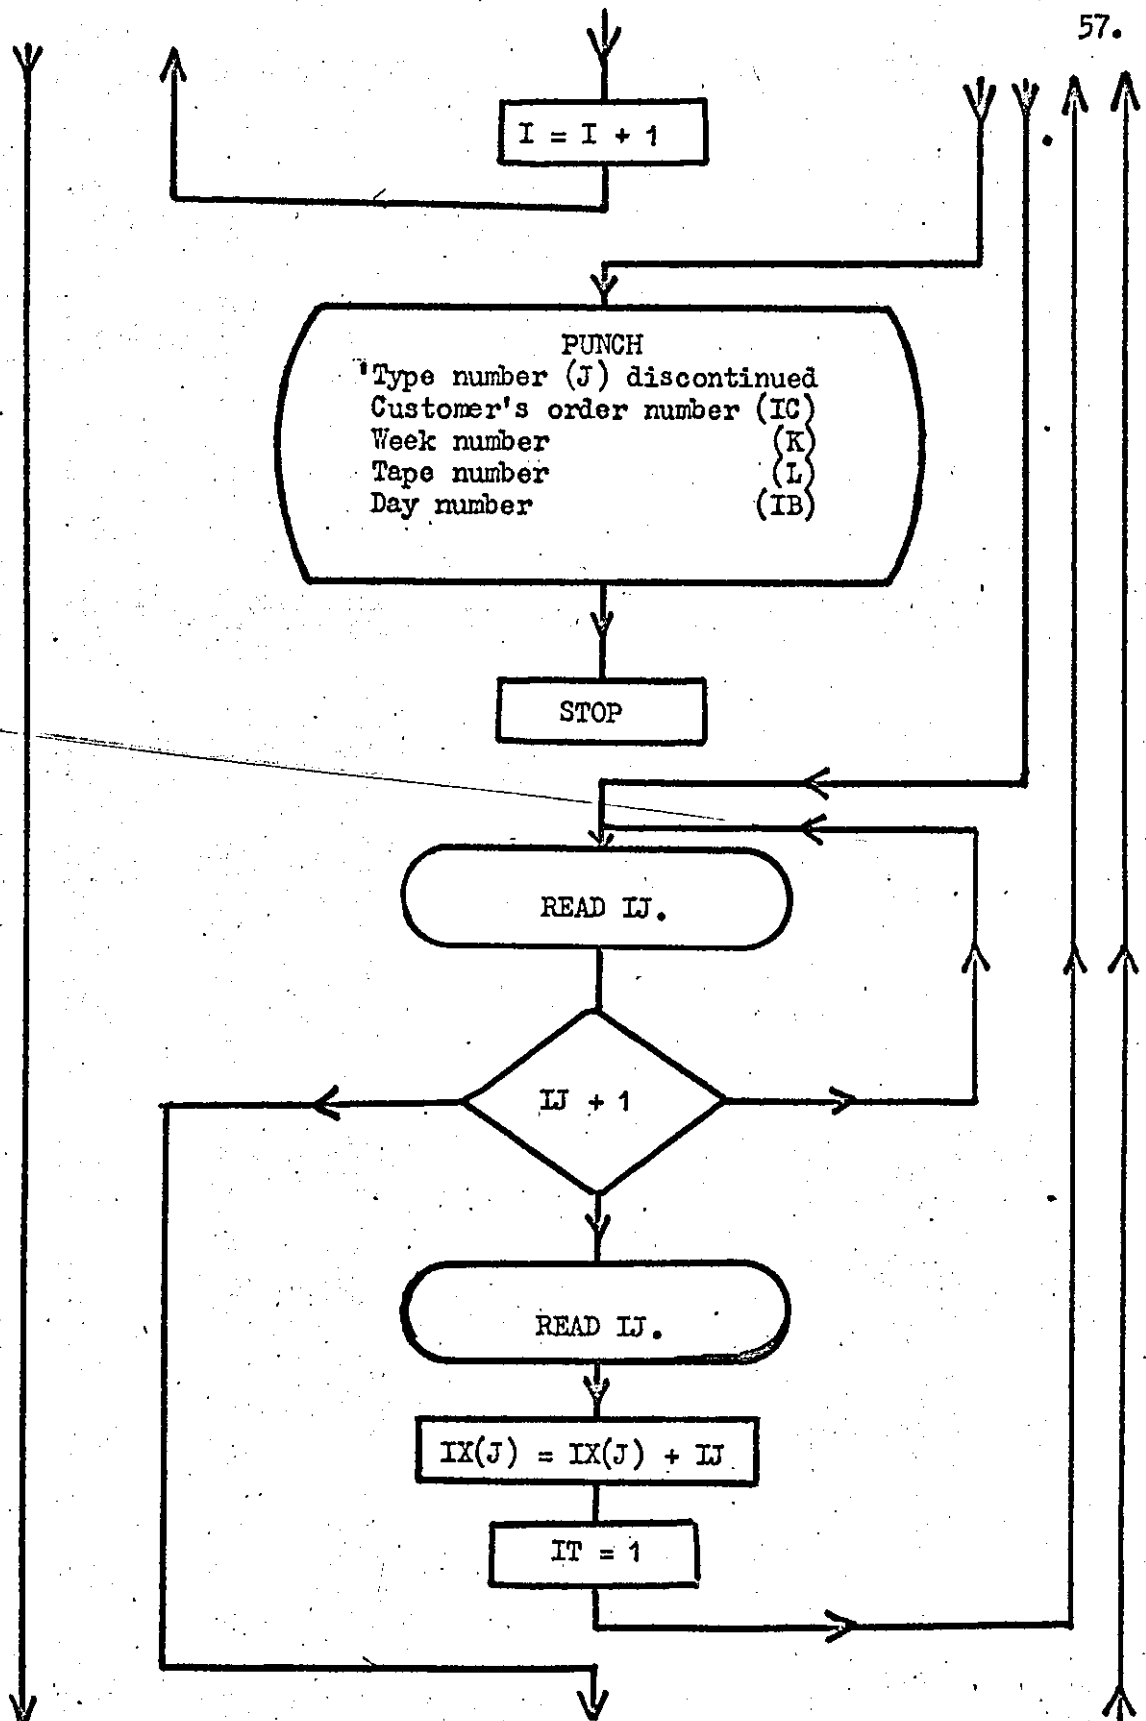 57.
I = I + 1
PUNCH
'Type number (J) discontinued
Customer's order number (IC)
Week number (K)
Tape number (L)
Day number (IB)
STOP
READ IJ.
IJ + 1
READ IJ.
IX(J) = IX(J) + IJ
IT = 1